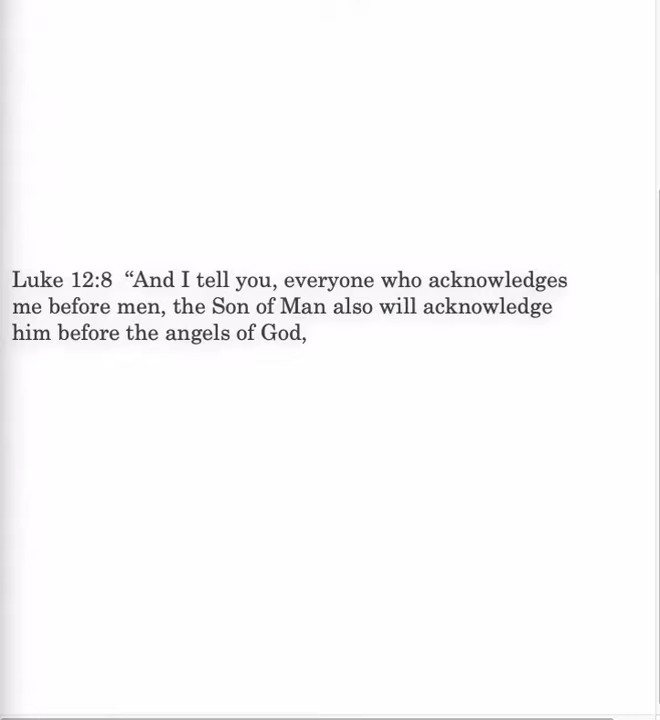 Luke 12:8 “And I tell you, everyone who acknowledges
me before men, the Son of Man also will acknowledge
him before the angels of God,